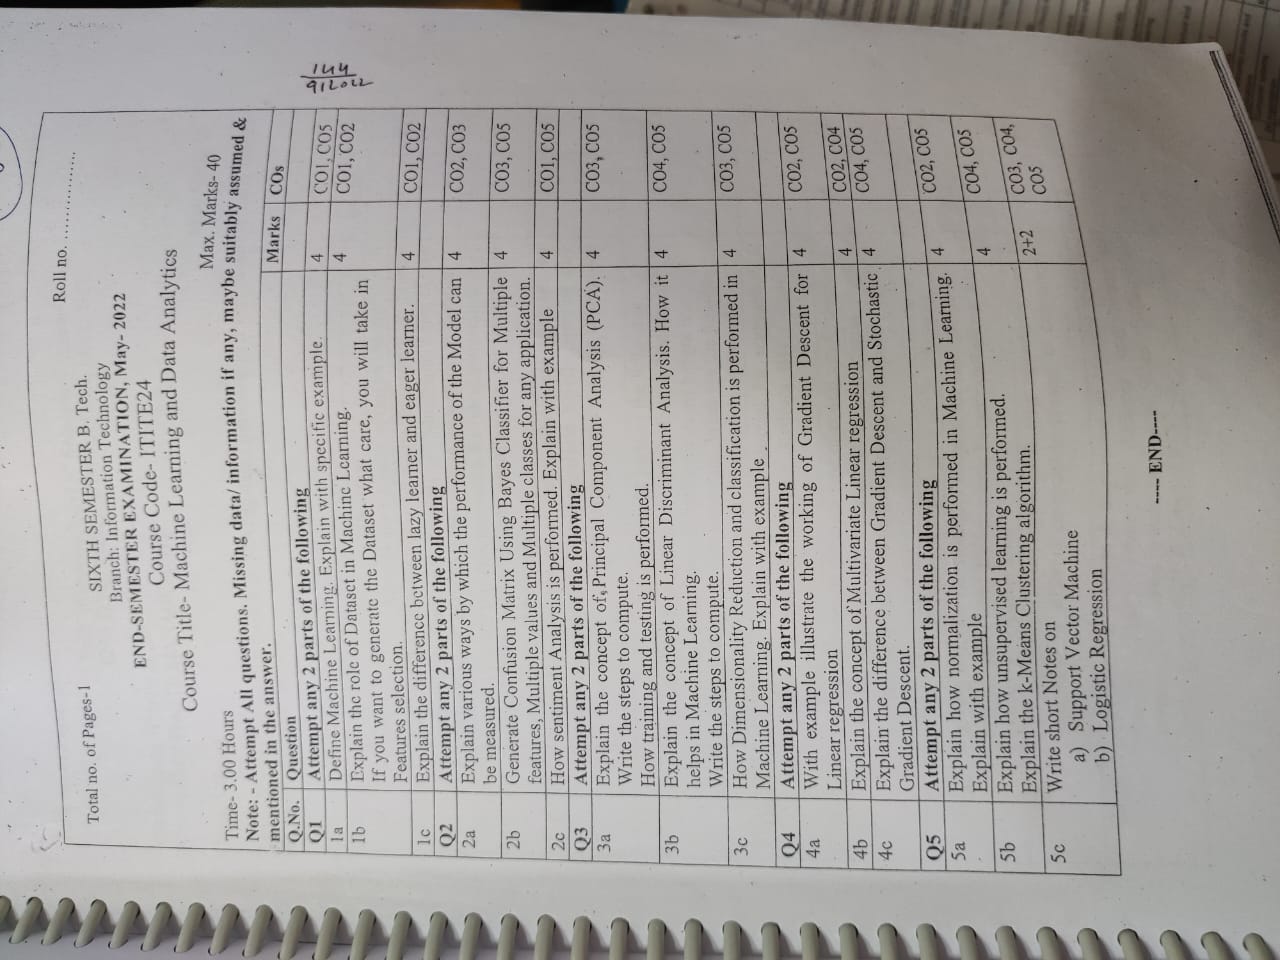 Total no. of Pages-1
Roll no. ...............
SIXTH SEMESTER B. Tech.
Branch: Information Technology
END-SEMESTER EXAMINATION, May- 2022
Course Code- ITITE24
Course Title- Machine Learning and Data Analytics
Time- 3.00 Hours
Max. Marks- 40
Note: - Attempt All questions. Missing data/ information if any, maybe suitably assumed &
mentioned in the answer.
Q.No. Question Marks COs
Q1 Attempt any 2 parts of the following
1a Define Machine Learning. Explain with specific example. 4 CO1, CO5
1b Explain the role of Dataset in Machine Learning. 4 CO1, CO2
If you want to generate the Dataset what care, you will take in
Features selection.
1c Explain the difference between lazy learner and eager learner. 4 CO1, CO2
Q2 Attempt any 2 parts of the following
2a Explain various ways by which the performance of the Model can 4 CO2, CO3
be measured.
2b Generate Confusion Matrix Using Bayes Classifier for Multiple 4 CO3, CO5
features, Multiple values and Multiple classes for any application.
2c How sentiment Analysis is performed. Explain with example 4 CO1, CO5
Q3 Attempt any 2 parts of the following
3a Explain the concept of Principal Component Analysis (PCA). 4 CO3, CO5
Write the steps to compute.
How training and testing is performed.
3b Explain the concept of Linear Discriminant Analysis. How it 4 CO4, CO5
helps in Machine Learning.
Write the steps to compute.
3c How Dimensionality Reduction and classification is performed in 4 CO3, CO5
Machine Learning. Explain with example
Q4 Attempt any 2 parts of the following
4a With example illustrate the working of Gradient Descent for 4 CO2, CO5
Linear regression
4b Explain the concept of Multivariate Linear regression 4 CO2, CO4
4c Explain the difference between Gradient Descent and Stochastic 4 CO4, CO5
Gradient Descent.
Q5 Attempt any 2 parts of the following
5a Explain how normalization is performed in Machine Learning. 4 CO2, CO5
Explain with example
5b Explain how unsupervised learning is performed. 4 CO4, CO5
Explain the k-Means Clustering algorithm.
5c Write short Notes on 2+2 CO3, CO4,
CO5
a) Support Vector Machine
b) Logistic Regression
---- END----